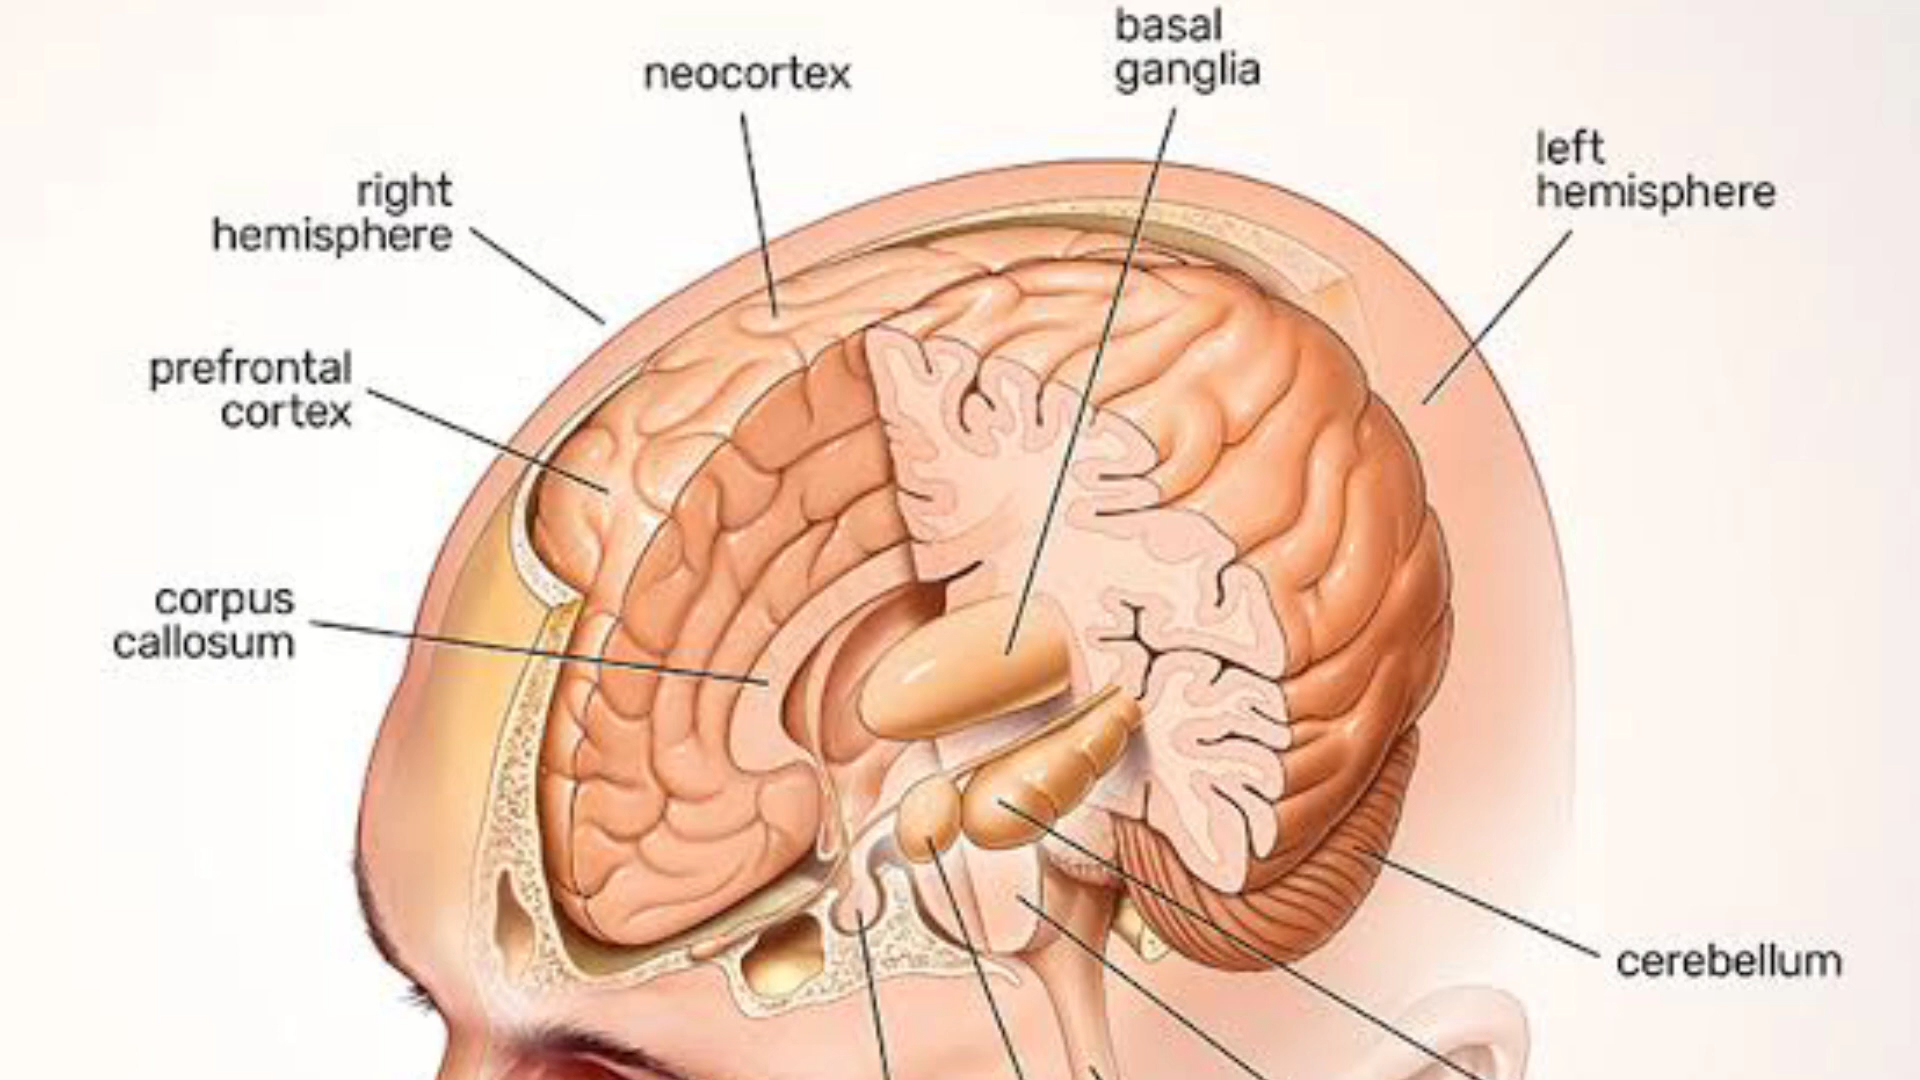 basal
ganglia
neocortex
left
hemisphere
right
hemisphere
prefrontal
cortex
corpus
callosum
cerebellum